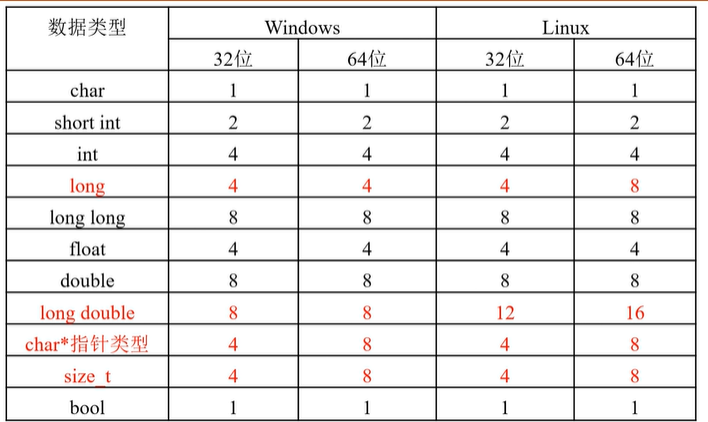 数据类型 Windows Linux
32位 64位 32位 64位
char 1 1 1 1
short int 2 2 2 2
int 4 4 4 4
long 4 4 4 8
long long 8 8 8 8
float 4 4 4 4
double 8 8 8 8
long double 8 8 12 16
char*指针类型 4 8 4 8
size_t 4 8 4 8
bool 1 1 1 1